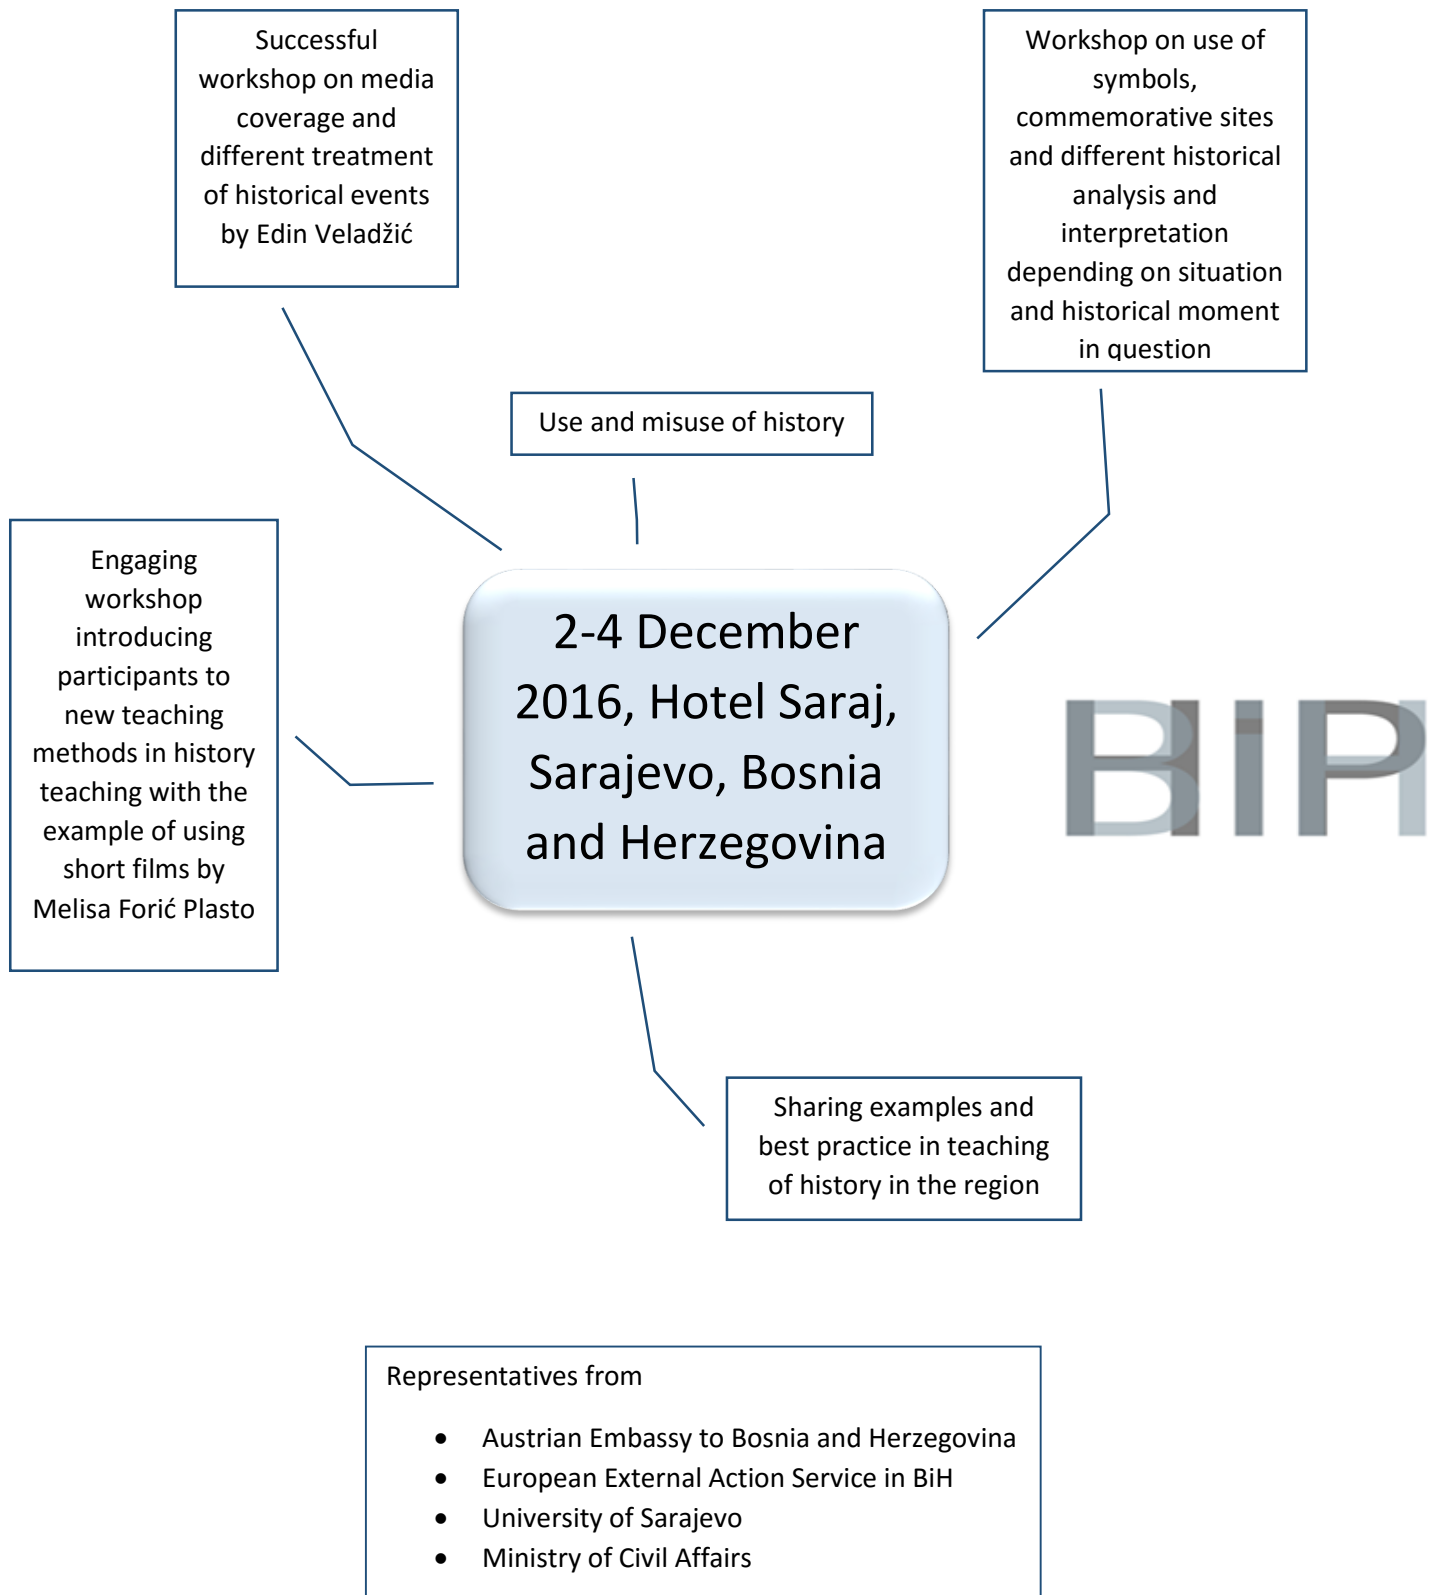 Successful
workshop on media
coverage and
different treatment
of historical events
by Edin Veladžić
Workshop on use of
symbols,
commemorative sites
and different historical
analysis and
interpretation
depending on situation
and historical moment
in question
Use and misuse of history
Engaging
workshop
introducing
participants to
new teaching
methods in history
teaching with the
example of using
short films by
Melisa Forić Plasto
2-4 December
2016, Hotel Saraj,
Sarajevo, Bosnia
and Herzegovina
Sharing examples and
best practice in teaching
of history in the region
Representatives from
• Austrian Embassy to Bosnia and Herzegovina
• European External Action Service in BiH
• University of Sarajevo
• Ministry of Civil Affairs